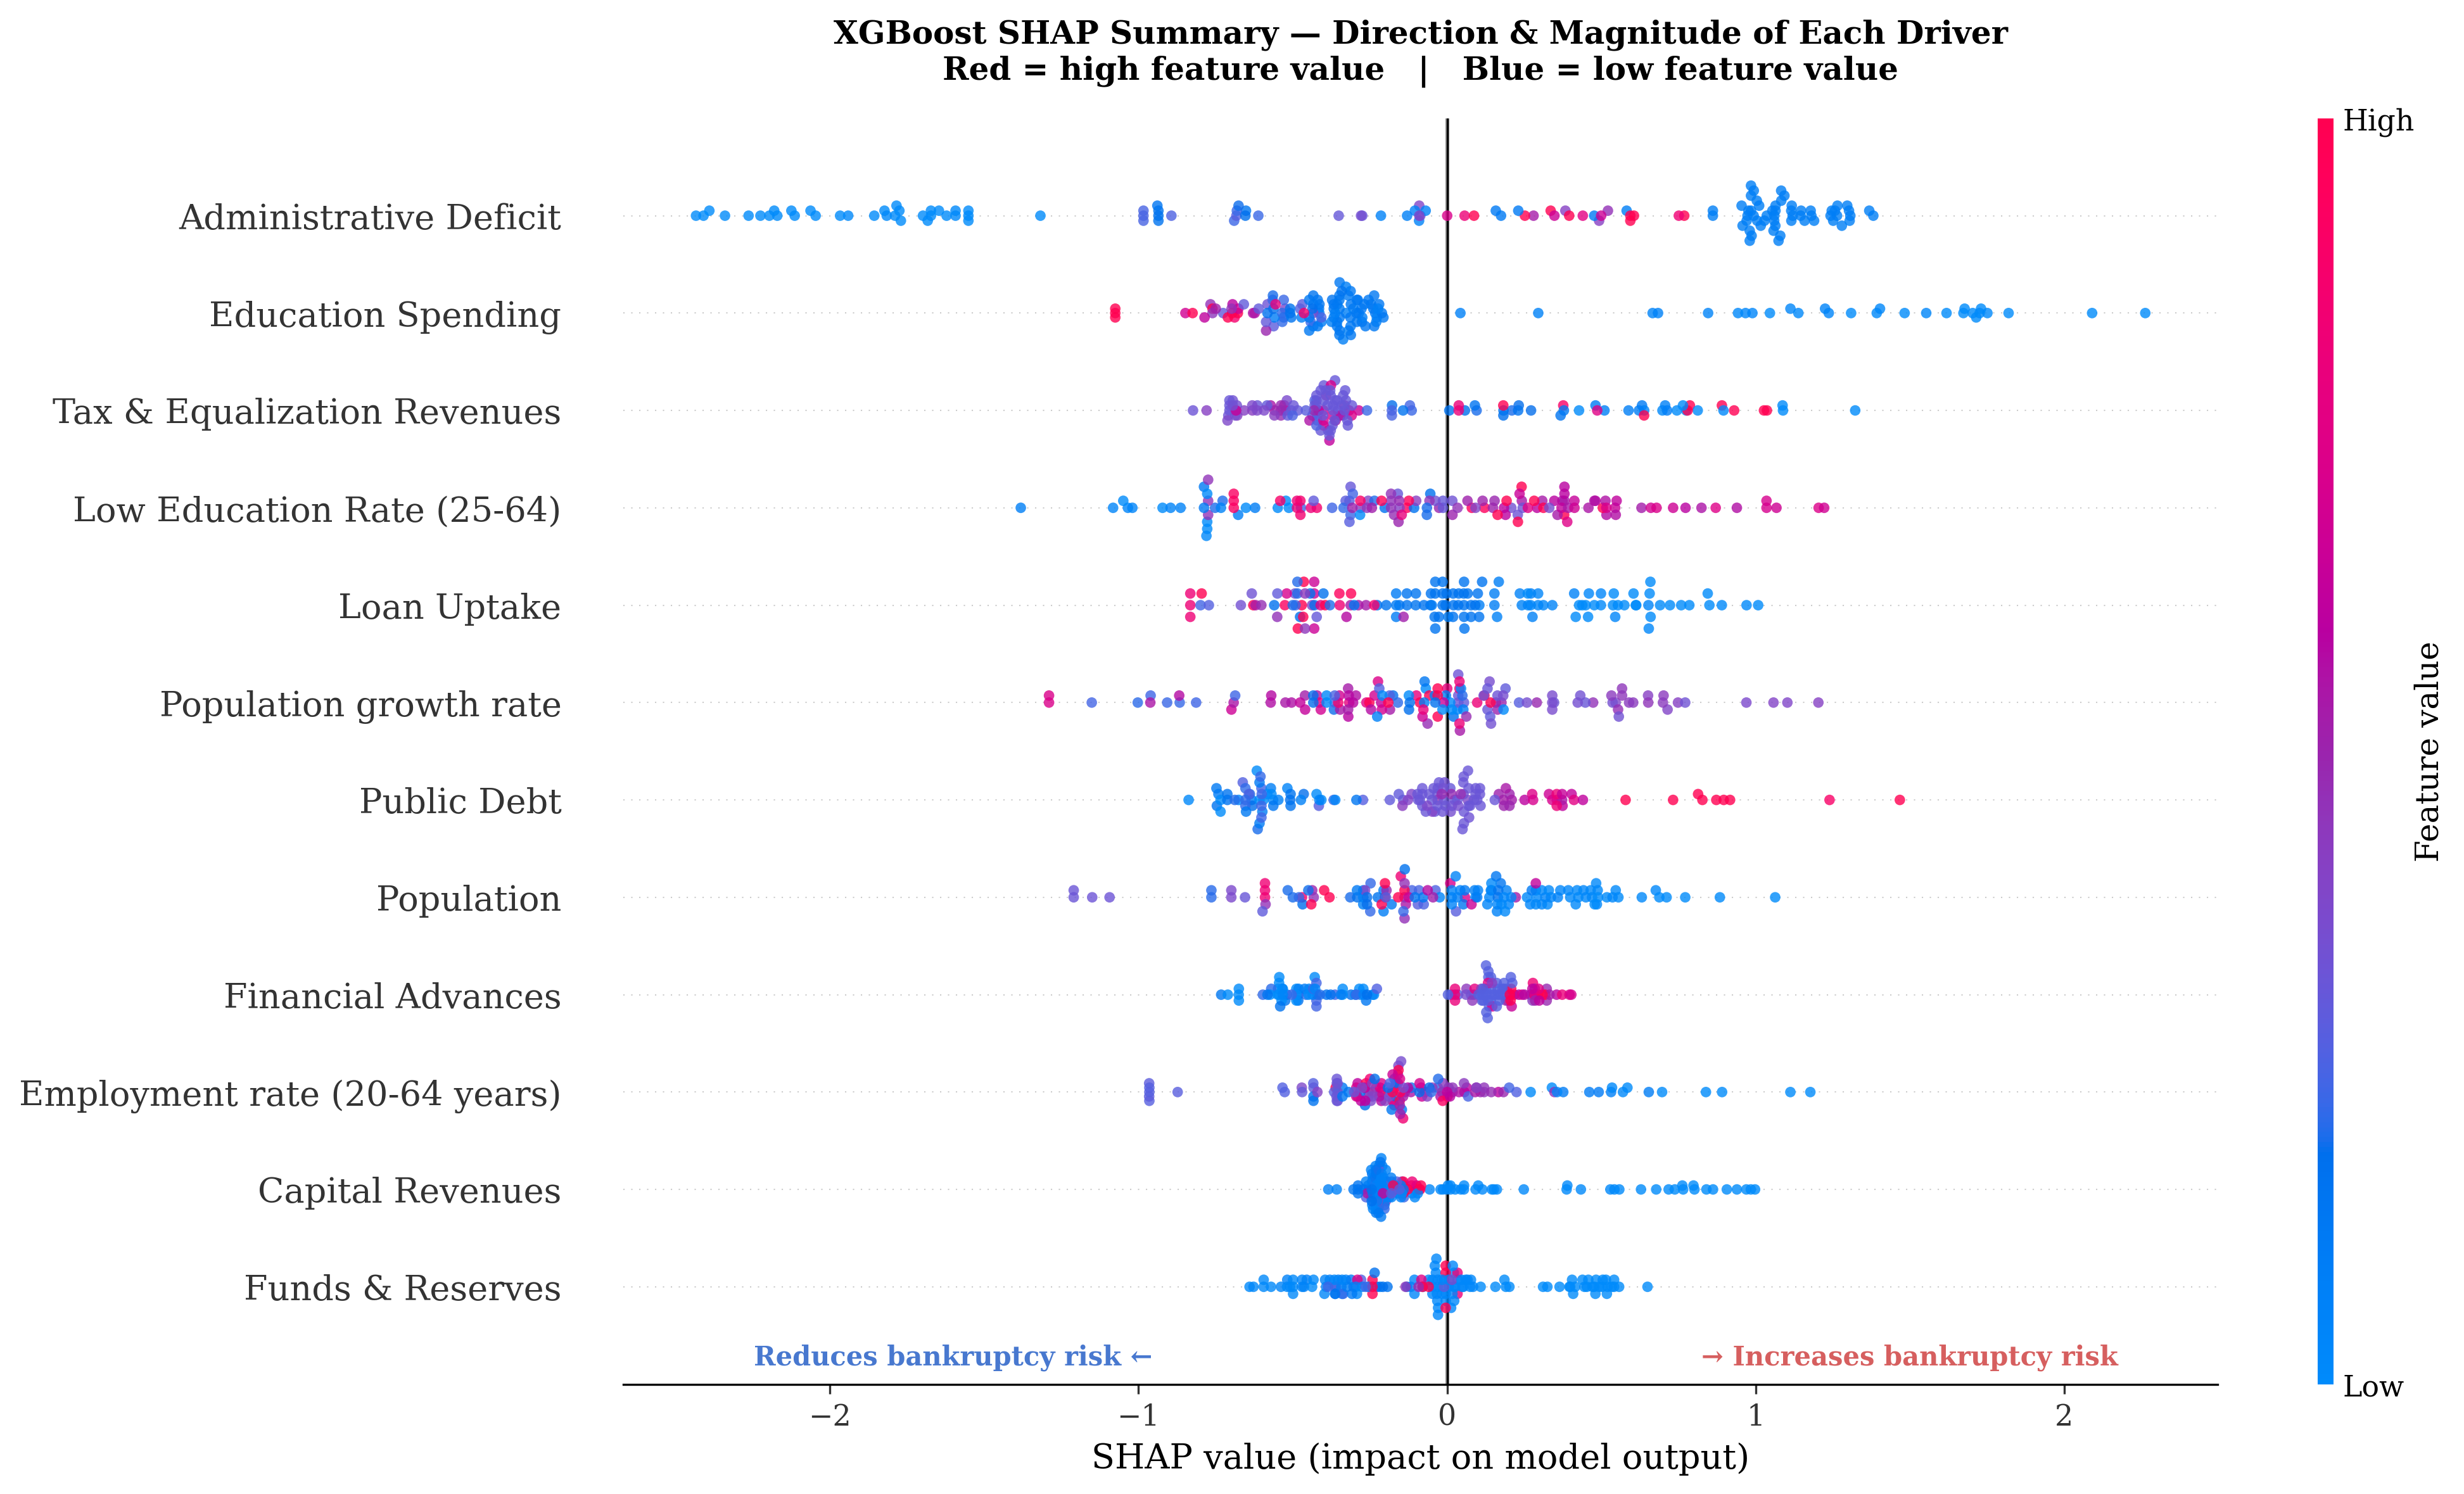 XGBoost SHAP Summary — Direction & Magnitude of Each Driver
Red = high feature value | Blue = low feature value
High
Administrative Deficit
Education Spending
Tax & Equalization Revenues
Low Education Rate (25-64)
Loan Uptake
Population growth rate
Public Debt
Population
Financial Advances
Employment rate (20-64 years)
Capital Revenues
Funds & Reserves
Feature value
Reduces bankruptcy risk ←
→ Increases bankruptcy risk
Low
−2
−1
0
1
2
SHAP value (impact on model output)